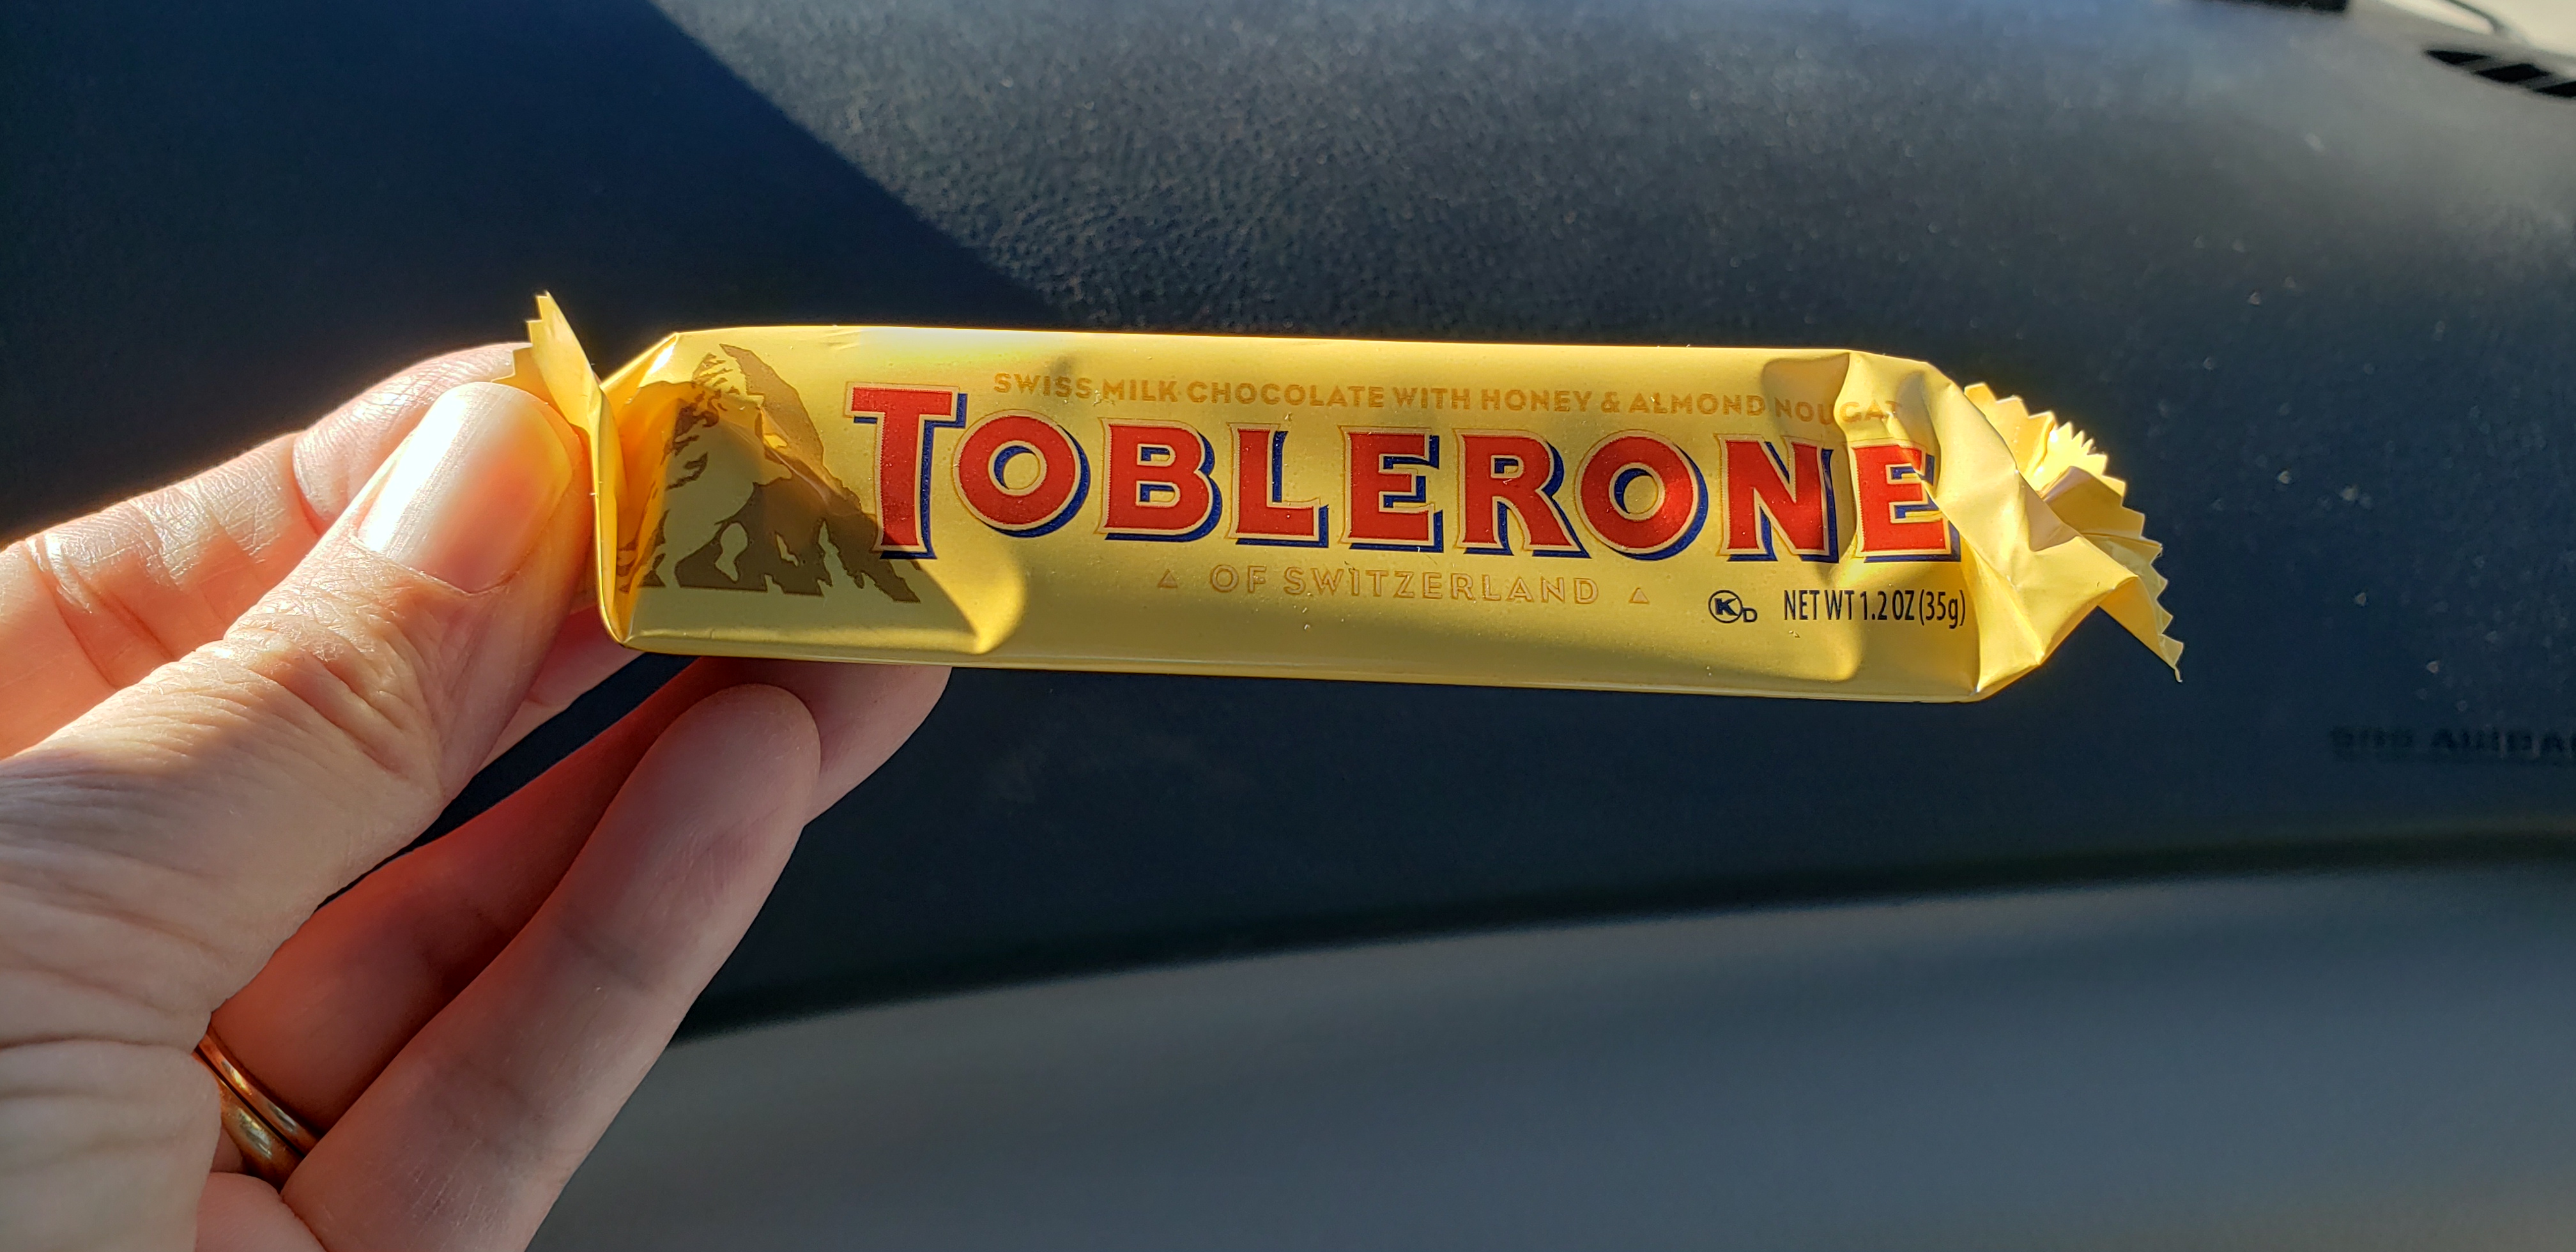 SWISS MILK CHOCOLATE WITH HONEY & ALMOND NOUGAT
TOBLERONE
OF SWITZERLAND
K D NET WT 1.2 OZ (35g)